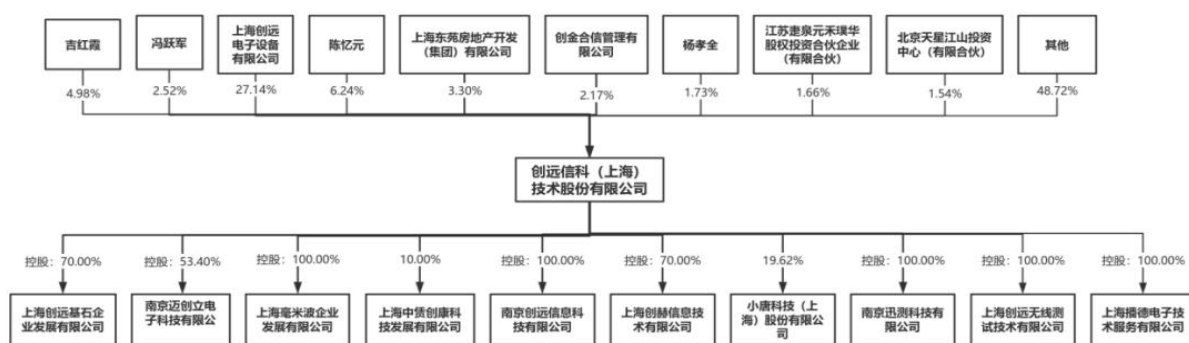 吉红霞
冯跃军
上海创远
电子设备
有限公司
陈忆元
上海东苑房地产开发
（集团）有限公司
创金合信管理有
限公司
杨孝全
江苏疌泉元禾璞华
股权投资合伙企业
（有限合伙）
北京天星江山投资
中心（有限合伙）
其他
4.98%
2.52%
27.14%
6.24%
3.30%
2.17%
1.73%
1.66%
1.54%
48.72%
创远信科（上海）
技术股份有限公司
控股：70.00%
控股：53.40%
控股：100.00%
10.00%
控股：100.00%
控股：70.00%
19.62%
控股：100.00%
控股：100.00%
控股：100.00%
上海创远基石企
业发展有限公司
南京迈创立电
子科技有限公
上海毫米波企业
发展有限公司
上海中赁创康科
技发展有限公司
南京创远信息科
技有限公司
上海创赫信息技
术有限公司
小唐科技（上
海）股份有限公
司
南京迅测科技有
限公司
上海创远无线测
试技术有限公司
上海播德电子技
术服务有限公司